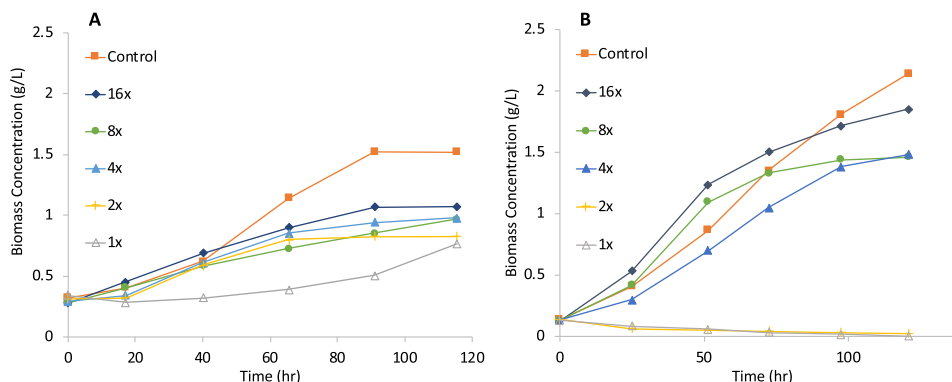 A
Biomass Concentration (g/L)
2.5
2
1.5
1
0.5
0
Control
16x
8x
4x
2x
1x
0 20 40 60 80 100 120
Time (hr)
B
Biomass Concentration (g/L)
2.5
2
1.5
1
0.5
0
Control
16x
8x
4x
2x
1x
0 50 100
Time (hr)